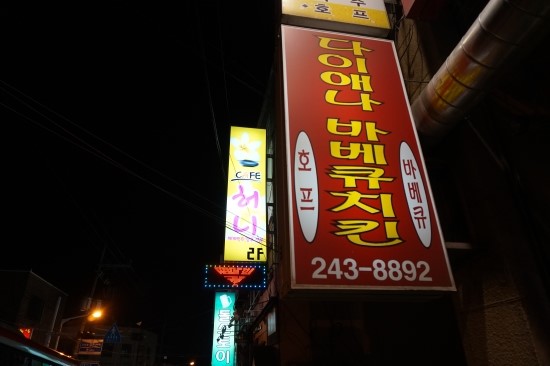 호프
다이애나 바베큐치킨
호프
바베큐
243-8892
CAFE
허니
2F